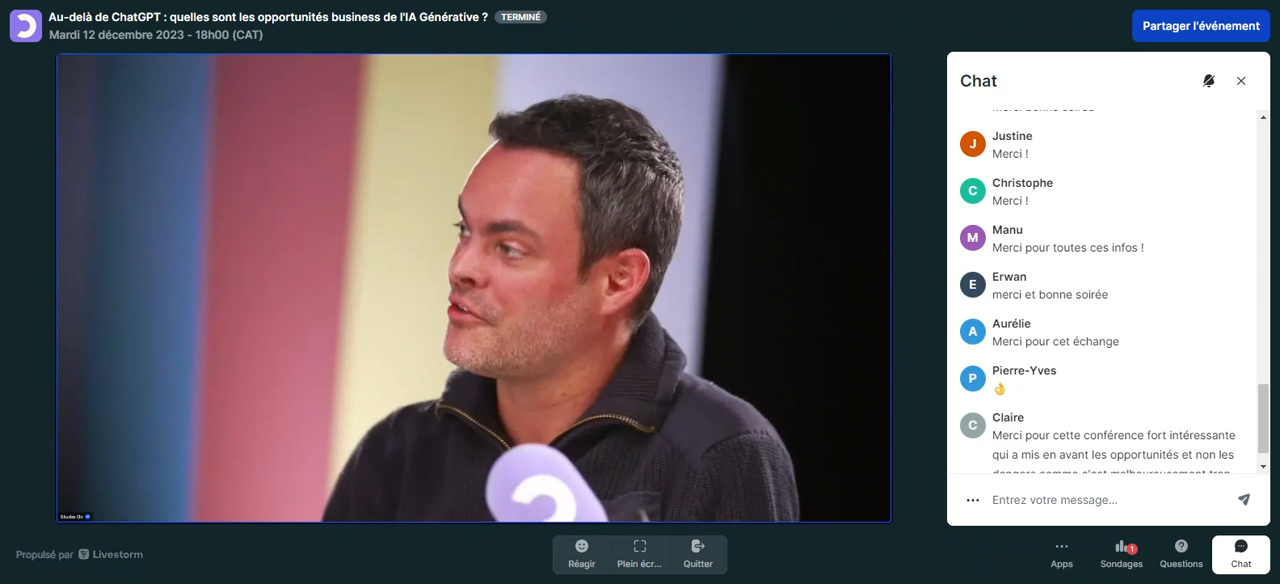 Au-delà de ChatGPT : quelles sont les opportunités business de l'IA Générative ? TERMINÉ
Mardi 12 décembre 2023 - 18h00 (CAT)
Partager l'événement
Chat
J
Justine
Merci !
C
Christophe
Merci !
M
Manu
Merci pour toutes ces infos !
E
Erwan
merci et bonne soirée
A
Aurélie
Merci pour cet échange
P
Pierre-Yves
👌
C
Claire
Merci pour cette conférence fort intéressante
qui a mis en avant les opportunités et non les
Entrez votre message...
Propulsé par Livestorm
Réagir
Plein écr...
Quitter
Apps
1
Sondages
Questions
Chat